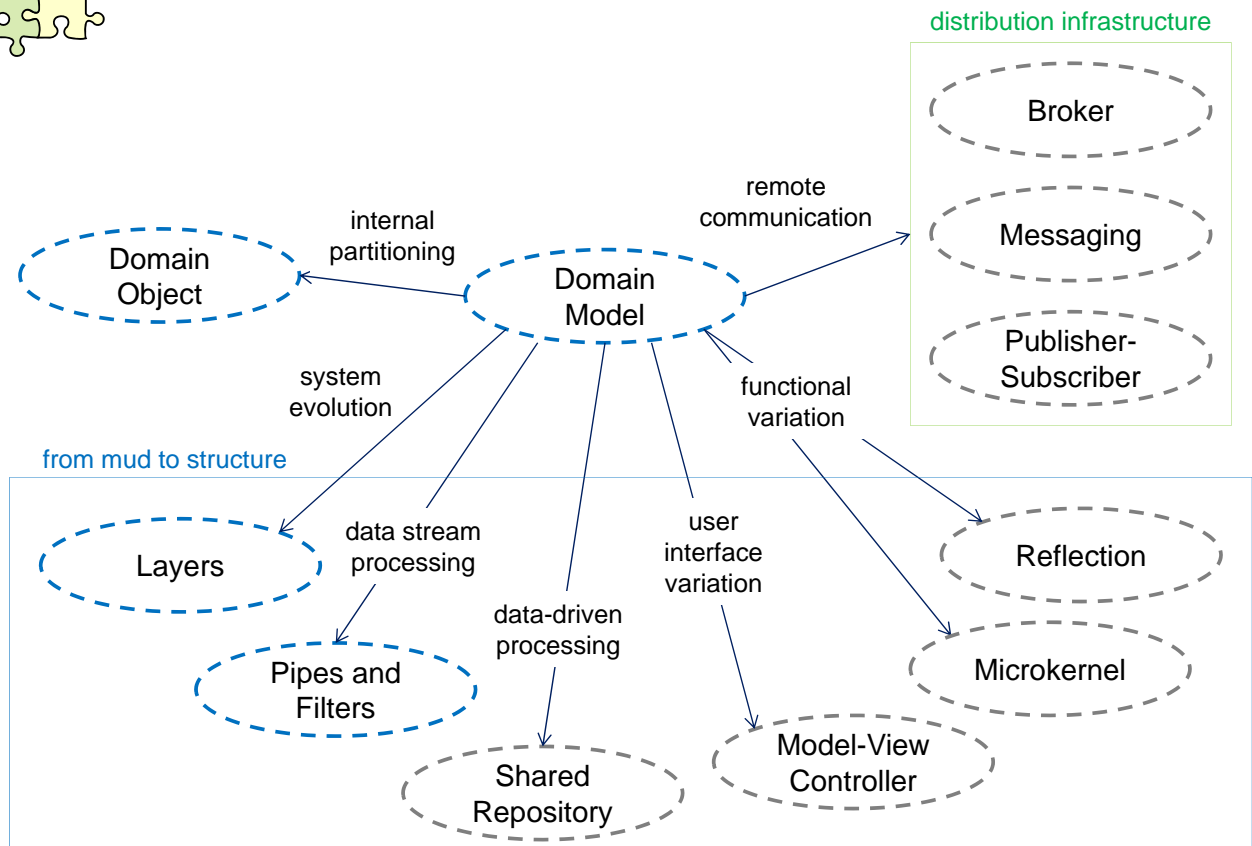 distribution infrastructure
Broker
remote
communication
Messaging
internal
partitioning
Domain
Object
Domain
Model
Publisher-
Subscriber
system
evolution
functional
variation
from mud to structure
Layers
data stream
processing
user
interface
variation
Reflection
data-driven
processing
Pipes and
Filters
Microkernel
Shared
Repository
Model-View
Controller